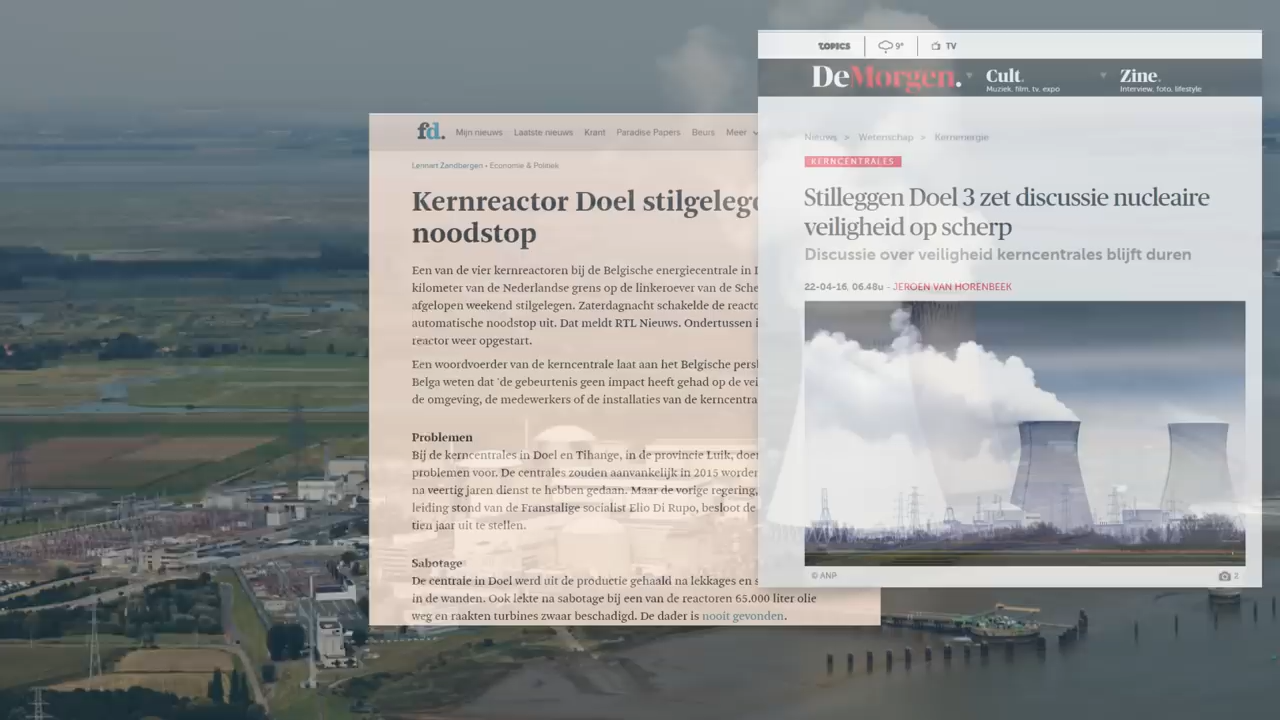 fd.
Mijn nieuws Laatste nieuws Krant Paradise Papers Beurs Meer
Lennart Zandbergen • Economie & Politiek
Kernreactor Doel stilgeleg
noodstop
Een van de vier kernreactoren bij de Belgische energiecentrale in
kilometer van de Nederlandse grens op de linkeroever van de Sche
afgelopen weekend stilgelegen. Zaterdagnacht schakelde de reacto
automatische noodstop uit. Dat meldt RTL Nieuws. Ondertussen i
reactor weer opgestart.
Een woordvoerder van de kerncentrale laat aan het Belgische pers
Belga weten dat 'de gebeurtenis geen impact heeft gehad op de vei
de omgeving, de medewerkers of de installaties van de kerncentra
Problemen
Bij de kerncentrales in Doel en Tihange, in de provincie Luik, doe
problemen voor. De centrales zouden aanvankelijk in 2015 worde
na veertig jaren dienst te hebben gedaan. Maar de vorige regering,
leiding stond van de Franstalige socialist Elio Di Rupo, besloot de
tien jaar uit te stellen.
Sabotage
De centrale in Doel werd uit de productie gehaald na lekkages en s
in de wanden. Ook lekte na sabotage bij een van de reactoren 65.000 liter olie
weg en raakten turbines zwaar beschadigd. De dader is nooit gevonden.
TOPICS 9° TV
DeMorgen.
Cult.
Muziek, film, tv, expo
Zine.
Interview, foto, lifestyle
Nieuws > Wetenschap > Kernenergie
KERNCENTRALES
Stilleggen Doel 3 zet discussie nucleaire
veiligheid op scherp
Discussie over veiligheid kerncentrales blijft duren
22-04-16, 06.48u - JEROEN VAN HORENBEEK
© ANP
2